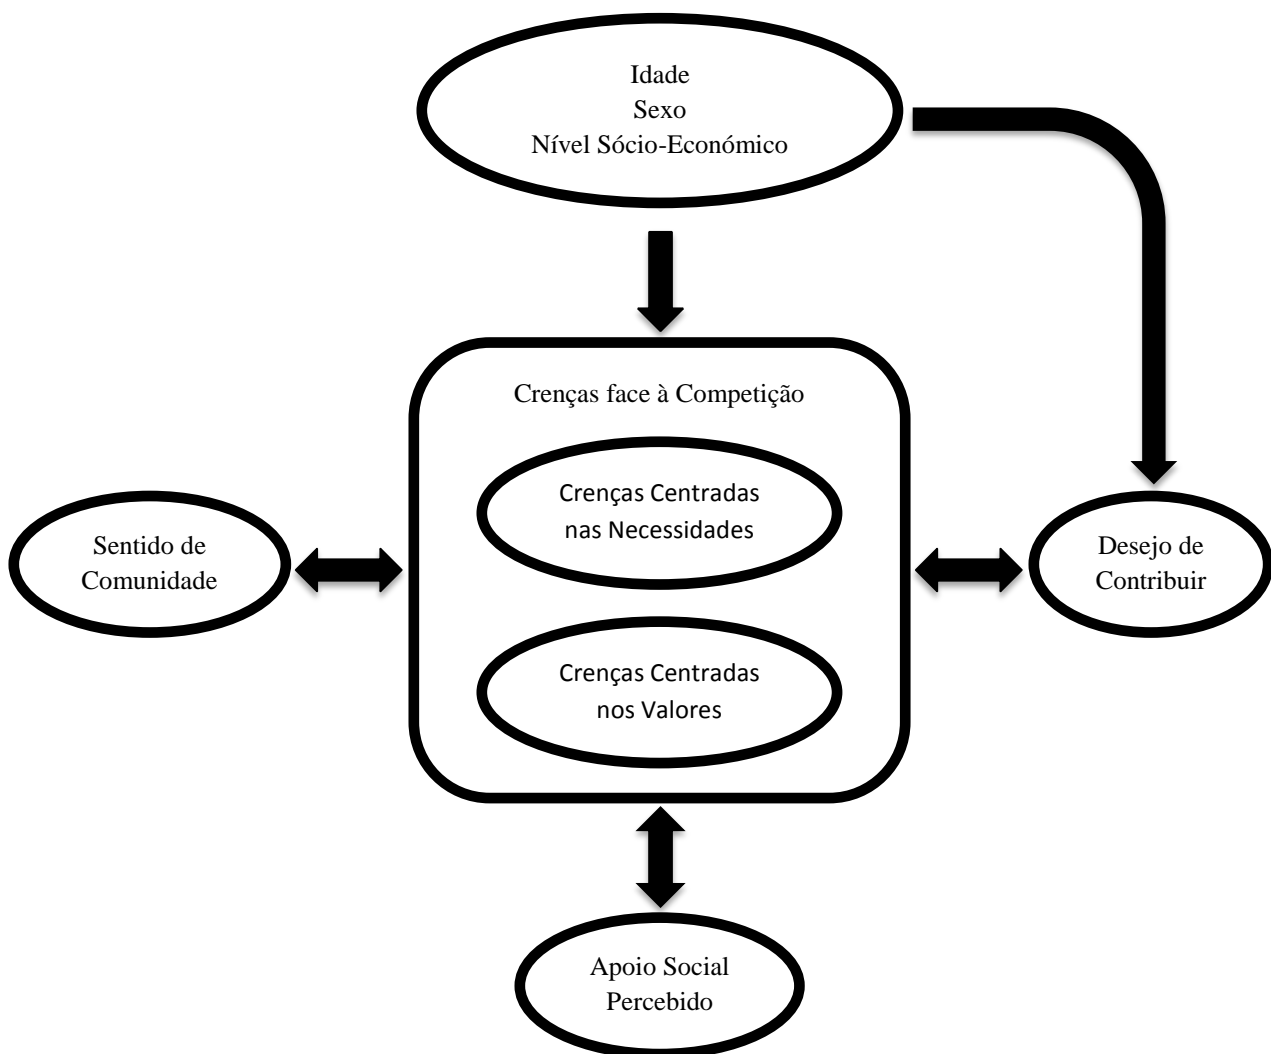 Idade
Sexo
Nível Sócio-Económico
Crenças face à Competição
Crenças Centradas
nas Necessidades
Sentido de
Comunidade
Desejo de
Contribuir
Crenças Centradas
nos Valores
Apoio Social
Percebido